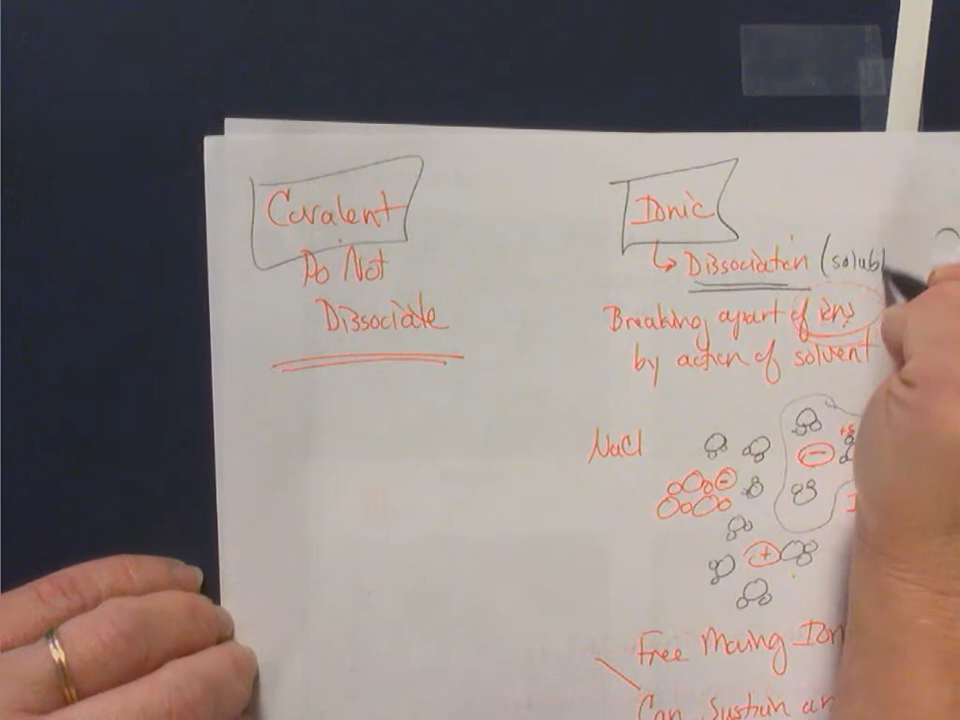 Covalent
Do Not
Dissociate
Ionic
Dissociation (solub
Breaking apart of ions
by action of solvent
NaCl
Free Moving Ion
Can Sustain an